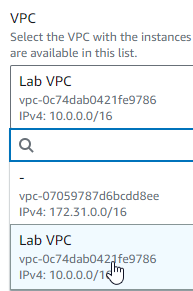 VPC
Select the VPC with the instances
are available in this list.
Lab VPC
vpc-0c74dab0421fe9786
IPv4: 10.0.0.0/16
-
vpc-07059787d6bcdd8ee
IPv4: 172.31.0.0/16
Lab VPC
vpc-0c74dab0421fe9786
IPv4: 10.0.0.0/16